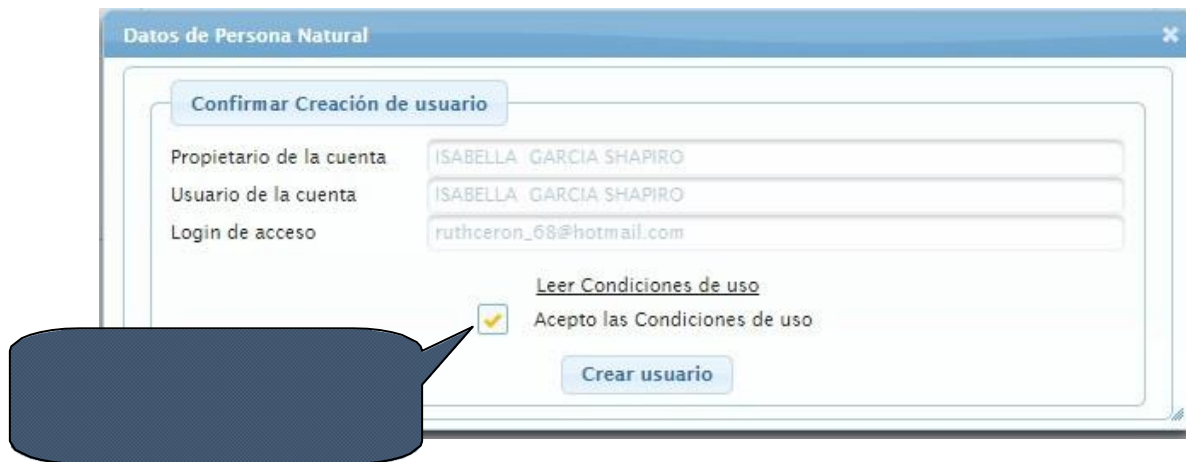 Datos de Persona Natural
Confirmar Creación de usuario
Propietario de la cuenta ISABELLA GARCIA SHAPIRO
Usuario de la cuenta ISABELLA GARCIA SHAPIRO
Login de acceso ruthceron_68@hotmail.com
Leer Condiciones de uso
Acepto las Condiciones de uso
Crear usuario